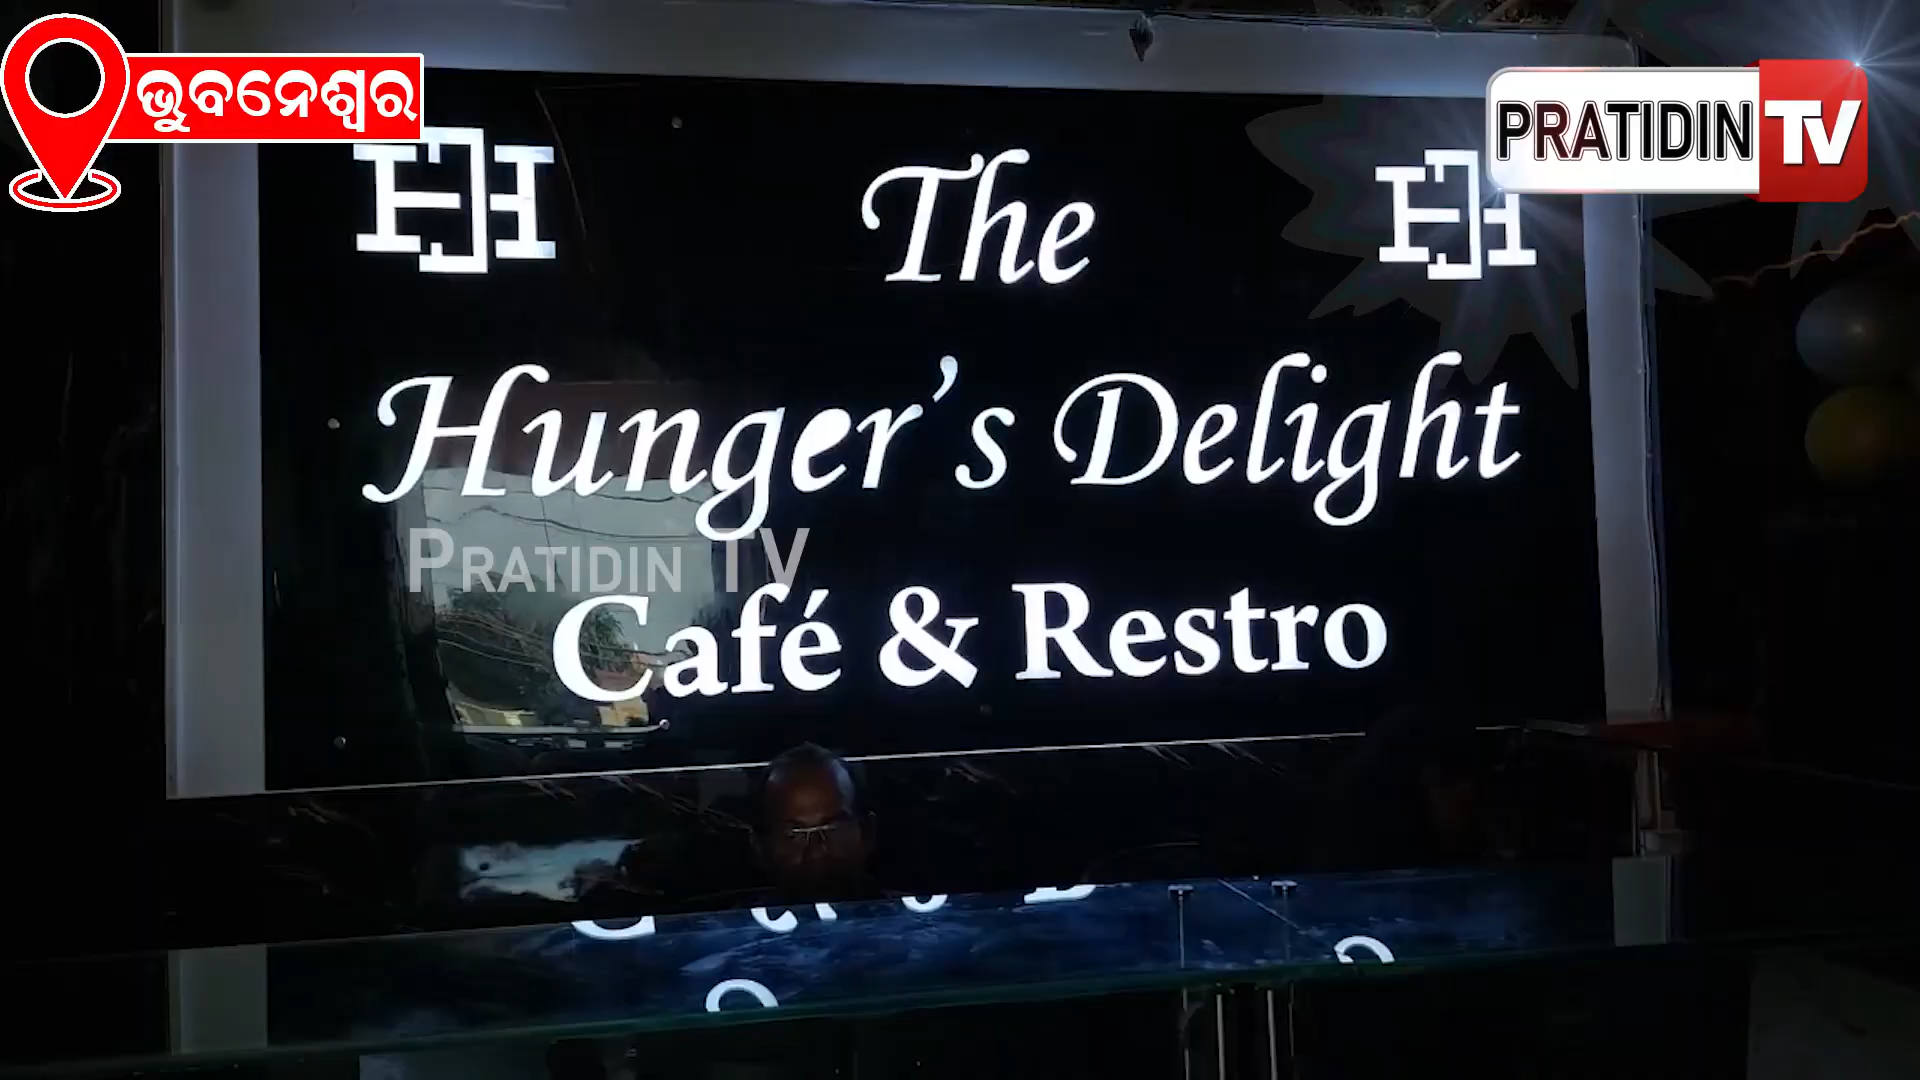 ଭୁବନେଶ୍ୱର
PRATIDIN TV
The
Hunger's Delight
PRATIDIN TV
Café & Restro